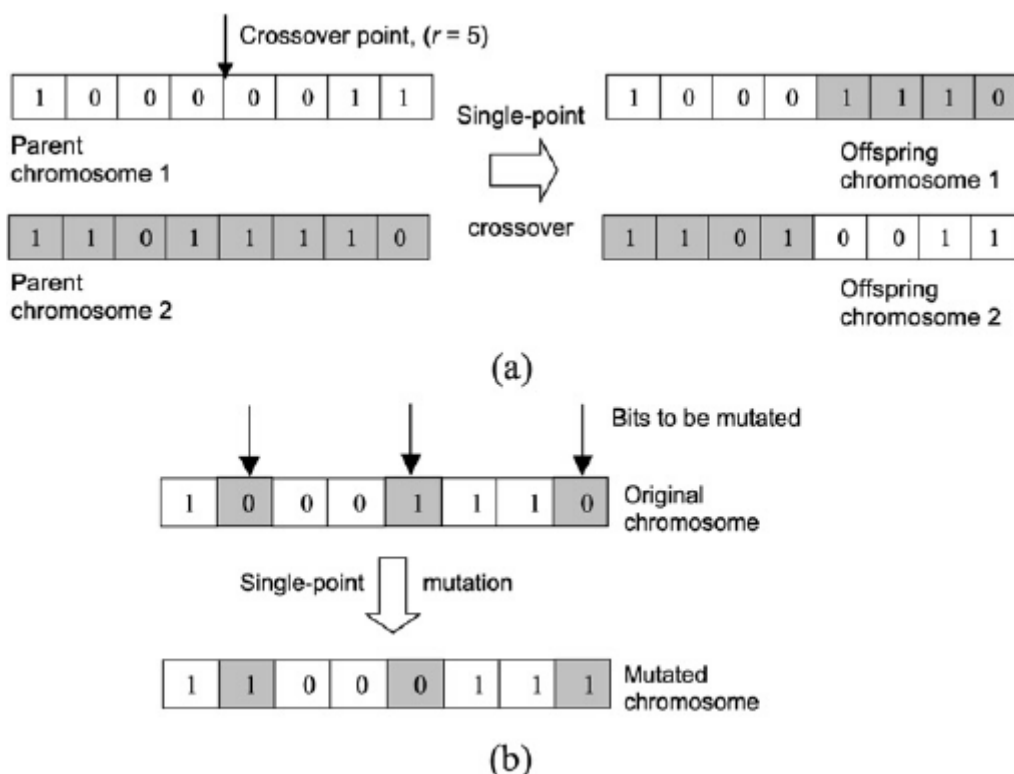 Crossover point, (r = 5)
1 0 0 0 0 0 1 1
Parent
chromosome 1
Single-point
crossover
1 0 0 0 1 1 1 0
Offspring
chromosome 1
1 1 0 1 1 1 1 0
Parent
chromosome 2
1 1 0 1 0 0 1 1
Offspring
chromosome 2
(a)
Bits to be mutated
1 0 0 0 1 1 1 0
Original
chromosome
Single-point mutation
1 1 0 0 0 1 1 1
Mutated
chromosome
(b)